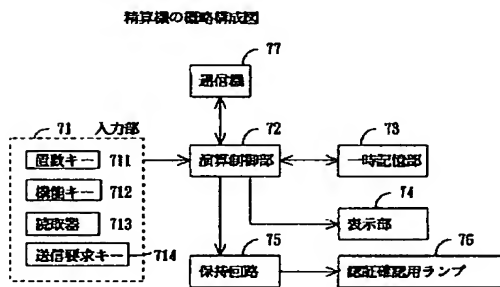 精算機の概略構成図
77
通信機
71 入力部
72
73
置数キー 711
演算制御部
一時記憶部
機能キー 712
読取器 713
74
表示部
送信要求キー 714
75
76
保持回路
認証確認用ランプ